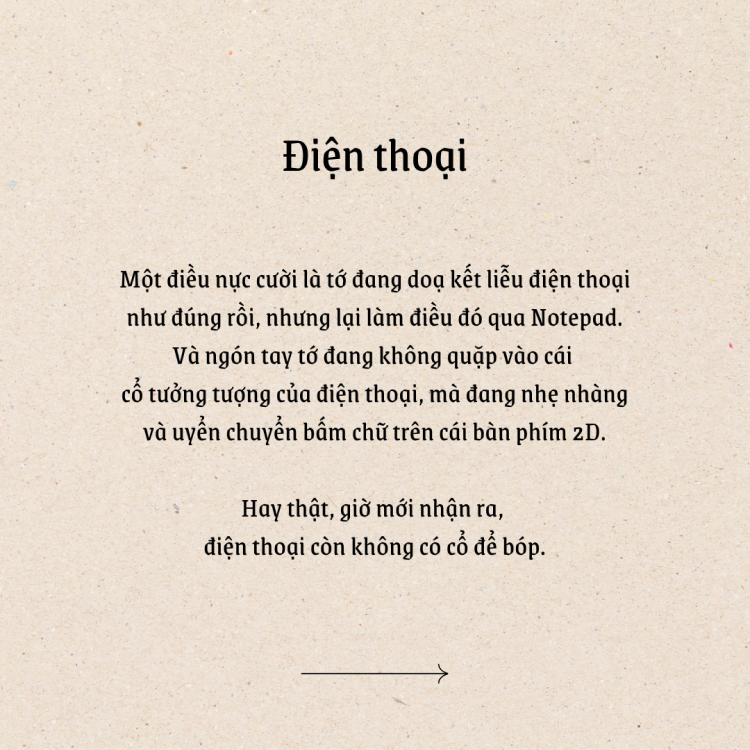 Điện thoại
Một điều nực cười là tớ đang doạ kết liễu điện thoại
như đúng rồi, nhưng lại làm điều đó qua Notepad.
Và ngón tay tớ đang không quặp vào cái
cổ tưởng tượng của điện thoại, mà đang nhẹ nhàng
và uyển chuyển bấm chữ trên cái bàn phím 2D.
Hay thật, giờ mới nhận ra,
điện thoại còn không có cổ để bóp.